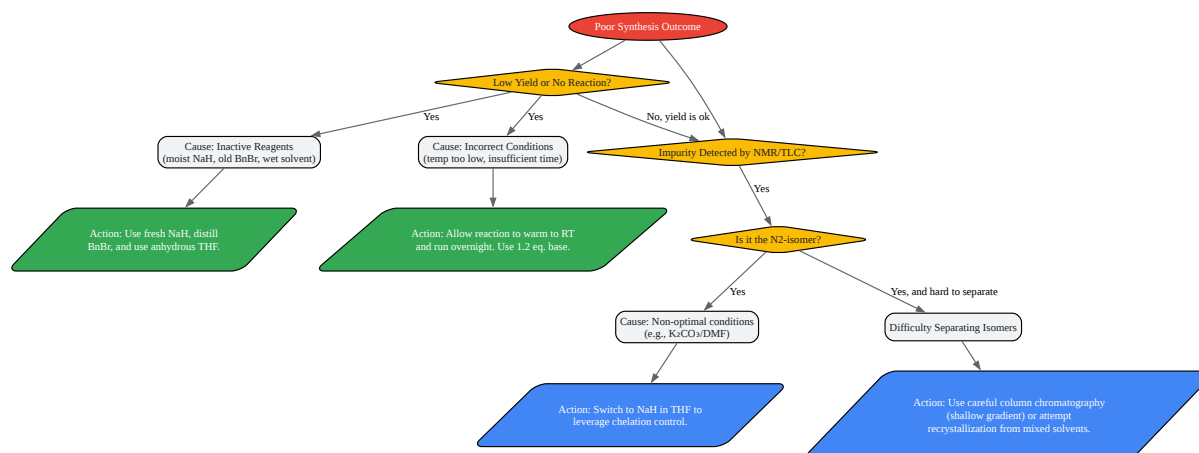 Poor Synthesis Outcome
Low Yield or No Reaction?
Yes
Yes
No, yield is ok
Cause: Inactive Reagents
(moist NaH, old BnBr, wet solvent)
Cause: Incorrect Conditions
(temp too low, insufficient time)
Impurity Detected by NMR/TLC?
Yes
Action: Use fresh NaH, distill
BnBr, and use anhydrous THF.
Action: Allow reaction to warm to RT
and run overnight. Use 1.2 eq. base.
Is it the N2-isomer?
Yes
Yes, and hard to separate
Cause: Non-optimal conditions
(e.g., K₂CO₃/DMF)
Difficulty Separating Isomers
Action: Switch to NaH in THF to
leverage chelation control.
Action: Use careful column chromatography
(shallow gradient) or attempt
recrystallization from mixed solvents.